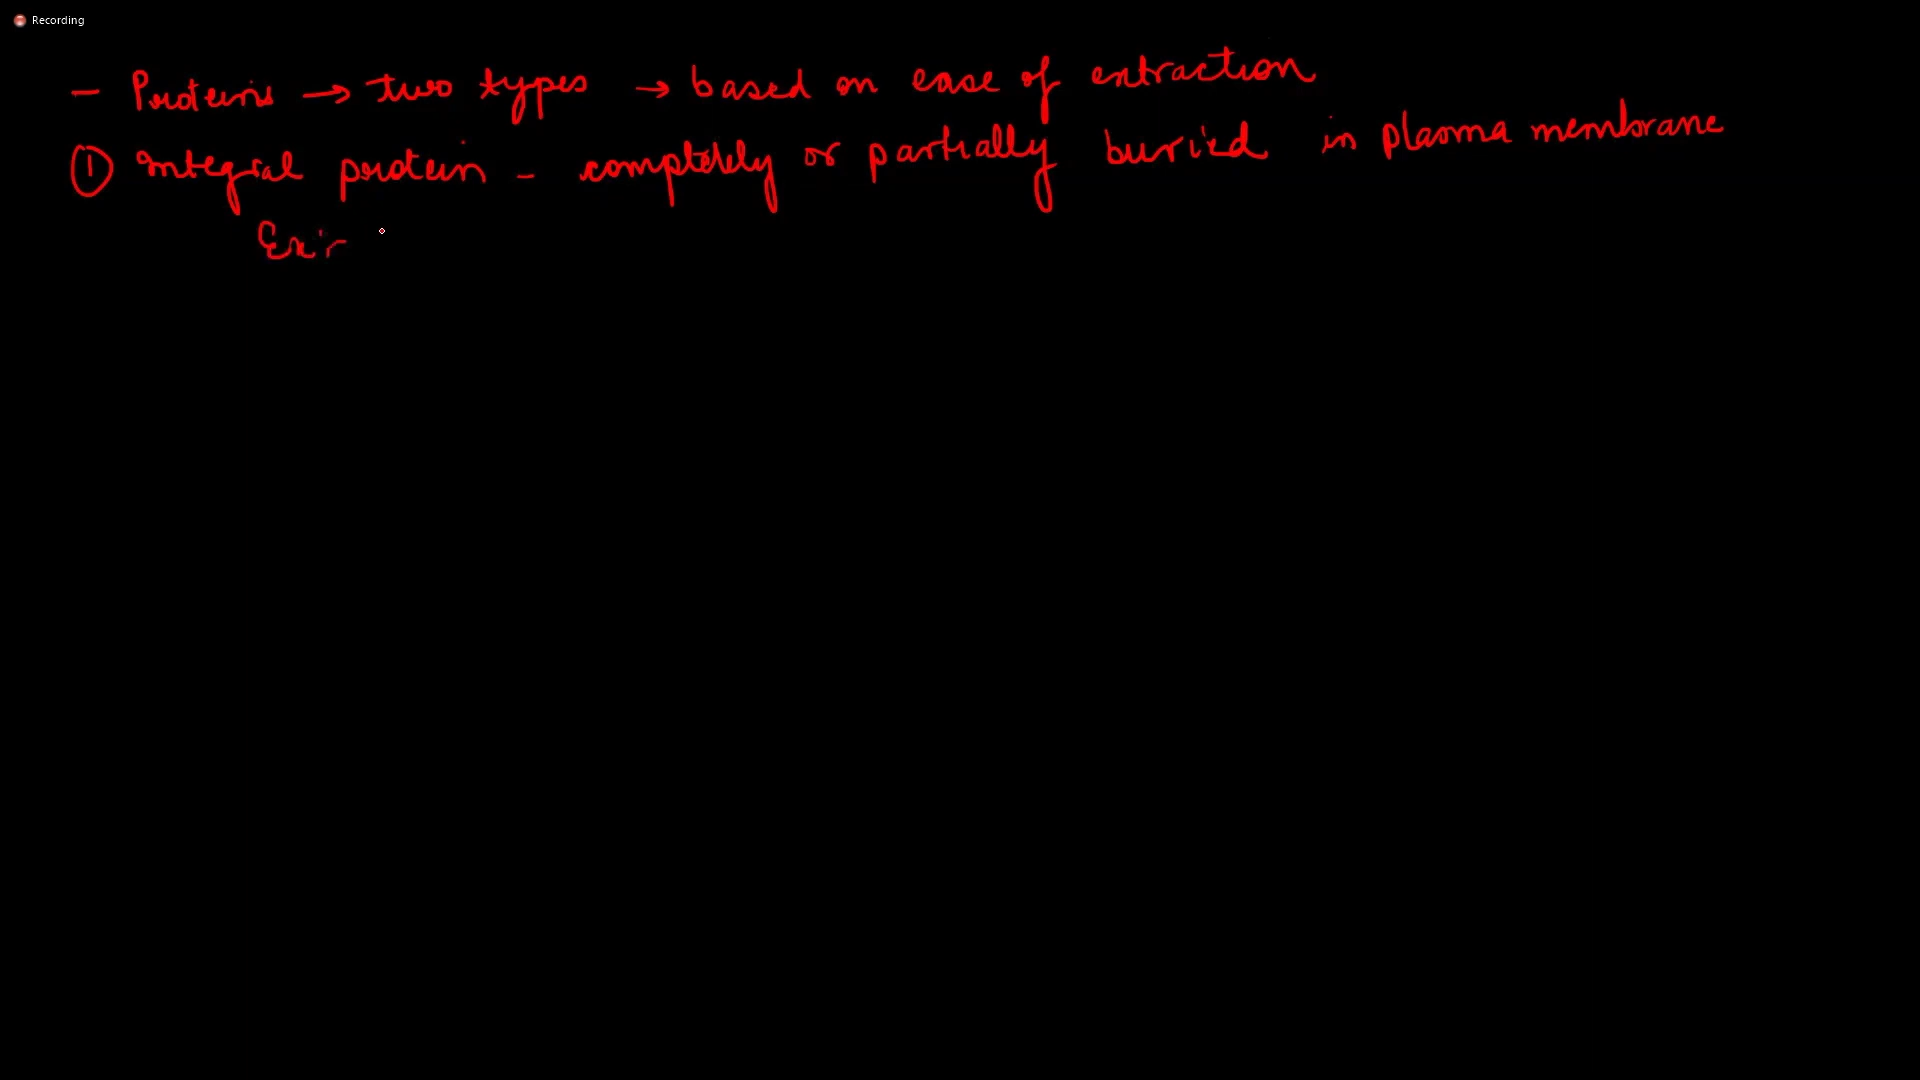 Recording
- Proteins → two types → based on ease of extraction
① Integral protein - completely or partially buried in plasma membrane
Ex:-